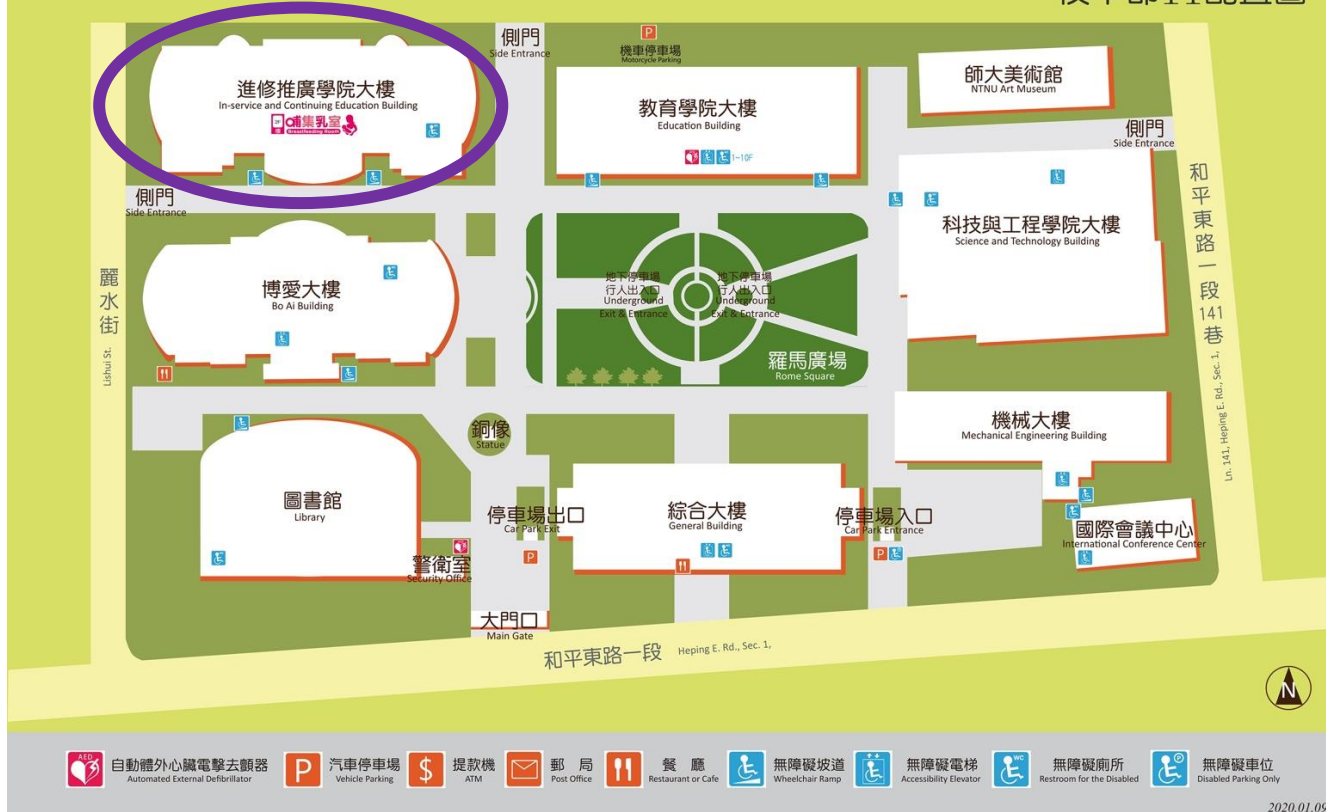 側門
Side Entrance
P
機車停車場
Motorcycle Parking
師大美術館
NTNU Art Museum
進修推廣學院大樓
In-service and Continuing Education Building
哺集乳室
Breastfeeding Room
教育學院大樓
Education Building
1~10F
側門
Side Entrance
側門
Side Entrance
科技與工程學院大樓
Science and Technology Building
和平東路一段141巷
Ln. 141, Heping E. Rd., Sec. 1,
麗水街
Lishui St.
博愛大樓
Bo Ai Building
地下停車場
行人出入口
Underground
Exit & Entrance
地下停車場
行人出入口
Underground
Exit & Entrance
羅馬廣場
Rome Square
銅像
Statue
機械大樓
Mechanical Engineering Building
圖書館
Library
停車場出口
Car Park Exit
P
綜合大樓
General Building
停車場入口
Car Park Entrance
P
國際會議中心
International Conference Center
警衛室
Security Office
大門口
Main Gate
和平東路一段 Heping E. Rd., Sec. 1,
N
AED
自動體外心臟電擊去顫器
Automated External Defibrillator
P
汽車停車場
Vehicle Parking
$
提款機
ATM
郵 局
Post Office
餐 廳
Restaurant or Cafe
無障礙坡道
Wheelchair Ramp
無障礙電梯
Accessibility Elevator
WC
無障礙廁所
Restroom for the Disabled
P
無障礙車位
Disabled Parking Only
2020.01.09